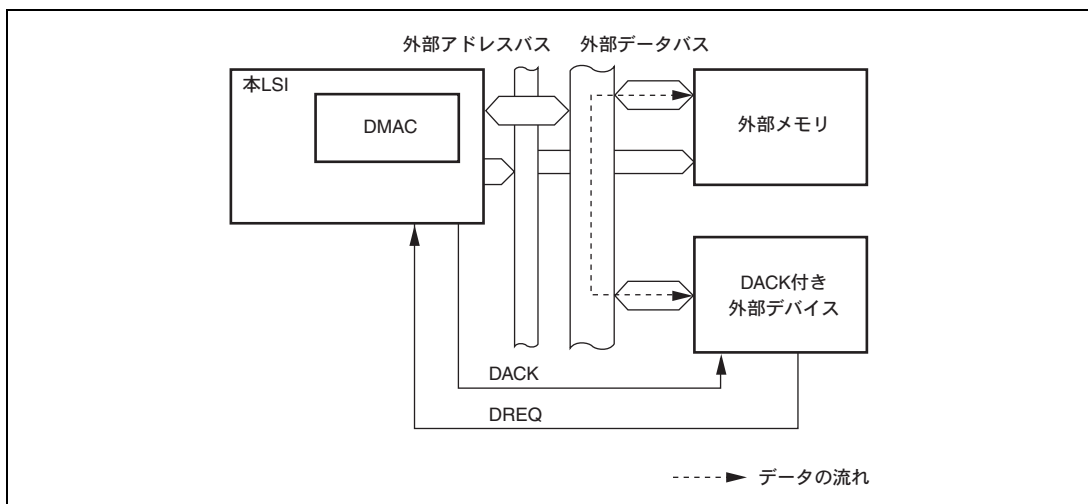 外部アドレスバス
外部データバス
本LSI
DMAC
外部メモリ
DACK付き
外部デバイス
DACK
DREQ
データの流れ